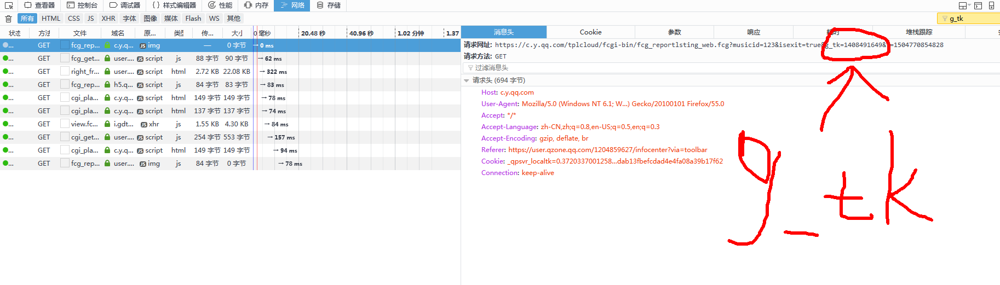 查看器 控制台 调试器 样式编辑器 性能 内存 网络 存储
所有 HTML CSS JS XHR 字体 图像 媒体 Flash WS 其他 g_tk
状态 方法 文件 域名 原... 类型 传... 大小 0 毫秒 20.48 秒 40.96 秒 1.02 分钟 1.37
... GET fcg_rep... c.y.q... JS img — 0 字节 → 0 ms
... GET fcg_get... user.... JS script js 88 字节 90 字节 → 62 ms
... GET right_fr... user.... JS script html 2.72 KB 22.08 KB → 322 ms
... GET fcg_rep... h5.q... JS script js 84 字节 83 字节 → 83 ms
... GET cgi_pla... c.y.q... JS script html 149 字节 149 字节 → 78 ms
... GET cgi_pla... c.y.q... JS script html 137 字节 137 字节 → 74 ms
... GET view.fc... i.gdt... JS xhr js 1.55 KB 4.30 KB → 84 ms
... GET cgi_get... user.... JS script js 254 字节 553 字节 → 157 ms
... GET cgi_pla... c.y.q... JS script html 149 字节 149 字节 → 94 ms
... GET fcg_rep... user.... JS img js 84 字节 0 字节 → 78 ms
消息头 Cookie 参数 响应 耗时 堆栈跟踪
请求网址: https://c.y.qq.com/tplcloud/fcgi-bin/fcg_reportlsting_web.fcg?musicid=123&isexit=true&g_tk=1408491649& =1504770854828
请求方法: GET
过滤消息头
请求头 (694 字节)
Host: c.y.qq.com
User-Agent: Mozilla/5.0 (Windows NT 6.1; W...) Gecko/20100101 Firefox/55.0
Accept: */*
Accept-Language: zh-CN,zh;q=0.8,en-US;q=0.5,en;q=0.3
Accept-Encoding: gzip, deflate, br
Referer: https://user.qzone.qq.com/1204859627/infocenter?via=toolbar
Cookie: _qpsvr_localtk=0.3720337001258...dab13fbefcdad4e4fa08a39b17f62
Connection: keep-alive
g_tk